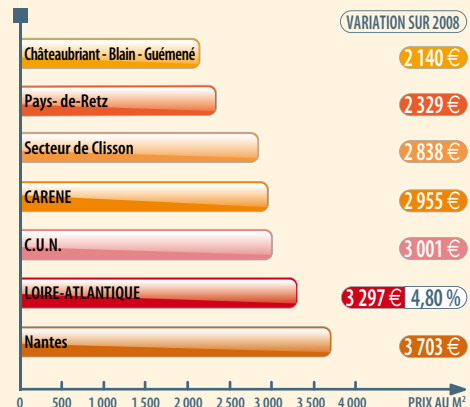 VARIATION SUR 2008
Châteaubriant - Blain - Guémené 2 140 €
Pays- de-Retz 2 329 €
Secteur de Clisson 2 838 €
CARENE 2 955 €
C.U.N. 3 001 €
LOIRE-ATLANTIQUE 3 297 € 4,80 %
Nantes 3 703 €
0 500 1 000 1 500 2 000 2 500 3 000 3 500 4 000 PRIX AU M²